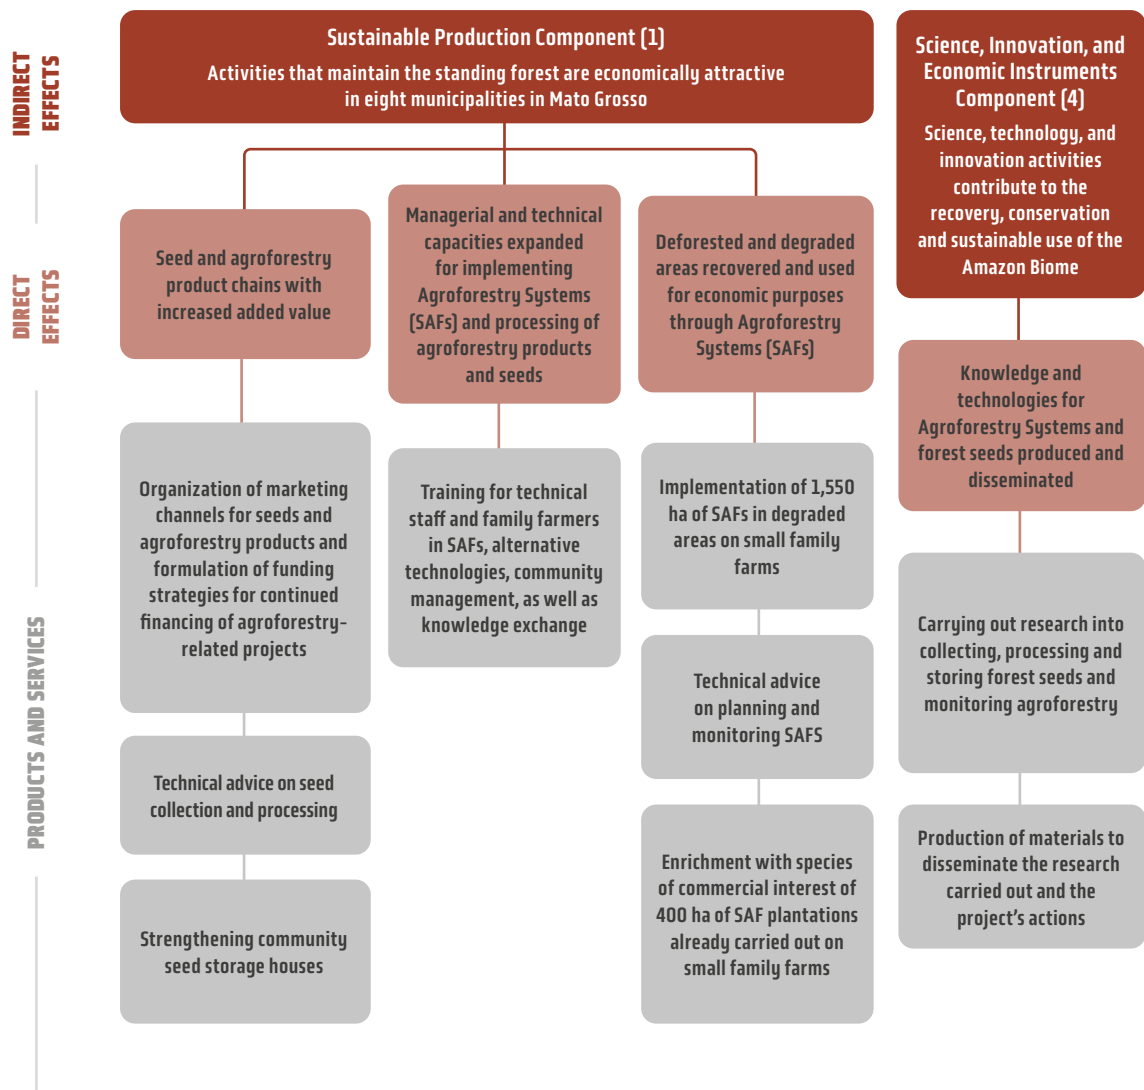 INDIRECT
EFFECTS
Sustainable Production Component (1)
Activities that maintain the standing forest are economically attractive
in eight municipalities in Mato Grosso
Science, Innovation, and
Economic Instruments
Component (4)
Science, technology, and
innovation activities
contribute to the
recovery, conservation
and sustainable use of the
Amazon Biome
DIRECT
EFFECTS
Seed and agroforestry
product chains with
increased added value
Managerial and technical
capacities expanded
for implementing
Agroforestry Systems
(SAFs) and processing of
agroforestry products
and seeds
Deforested and degraded
areas recovered and used
for economic purposes
through Agroforestry
Systems (SAFs)
Knowledge and
technologies for
Agroforestry Systems and
forest seeds produced and
disseminated
PRODUCTS AND SERVICES
Organization of marketing
channels for seeds and
agroforestry products and
formulation of funding
strategies for continued
financing of agroforestry-
related projects
Technical advice on seed
collection and processing
Strengthening community
seed storage houses
Training for technical
staff and family farmers
in SAFs, alternative
technologies, community
management, as well as
knowledge exchange
Implementation of 1,550
ha of SAFs in degraded
areas on small family
farms
Technical advice
on planning and
monitoring SAFS
Enrichment with species
of commercial interest of
400 ha of SAF plantations
already carried out on
small family farms
Carrying out research into
collecting, processing and
storing forest seeds and
monitoring agroforestry
Production of materials to
disseminate the research
carried out and the
project's actions